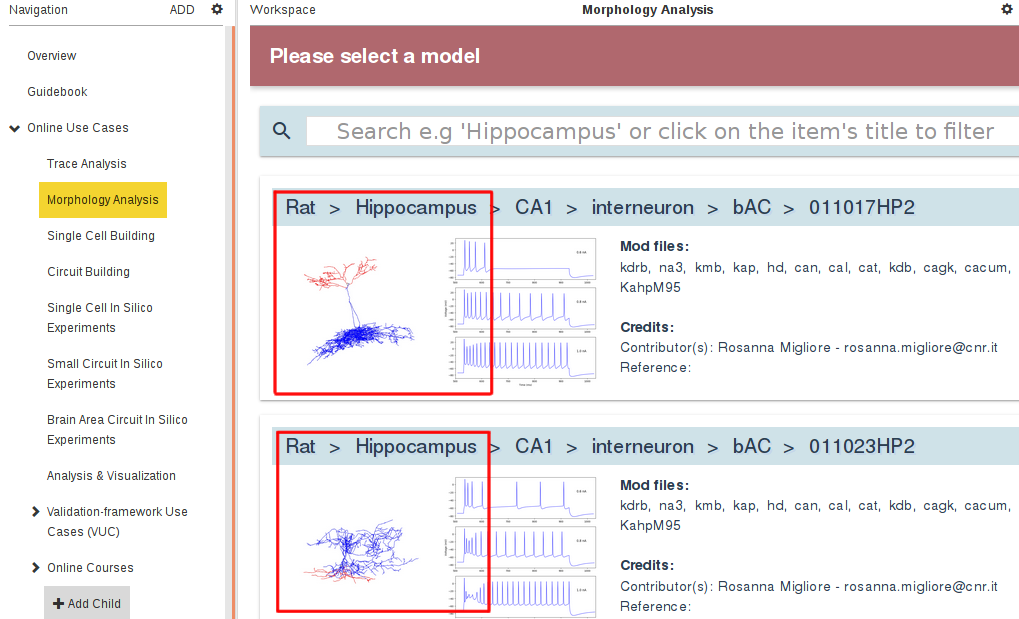 Navigation ADD Workspace Morphology Analysis
Overview
Guidebook
Online Use Cases
Trace Analysis
Morphology Analysis
Single Cell Building
Circuit Building
Single Cell In Silico
Experiments
Small Circuit In Silico
Experiments
Brain Area Circuit In Silico
Experiments
Analysis & Visualization
Validation-framework Use
Cases (VUC)
Online Courses
Add Child
Please select a model
Search e.g 'Hippocampus' or click on the item's title to filter
Rat > Hippocampus > CA1 > interneuron > bAC > 011017HP2
Mod files:
kdrb, na3, kmb, kap, hd, can, cal, cat, kdb, cagk, cacum,
KahpM95
Credits:
Contributor(s): Rosanna Migliore - rosanna.migliore@cnr.it
Reference:
Rat > Hippocampus > CA1 > interneuron > bAC > 011023HP2
Mod files:
kdrb, na3, kmb, kap, hd, can, cal, cat, kdb, cagk, cacum,
KahpM95
Credits:
Contributor(s): Rosanna Migliore - rosanna.migliore@cnr.it
Reference: